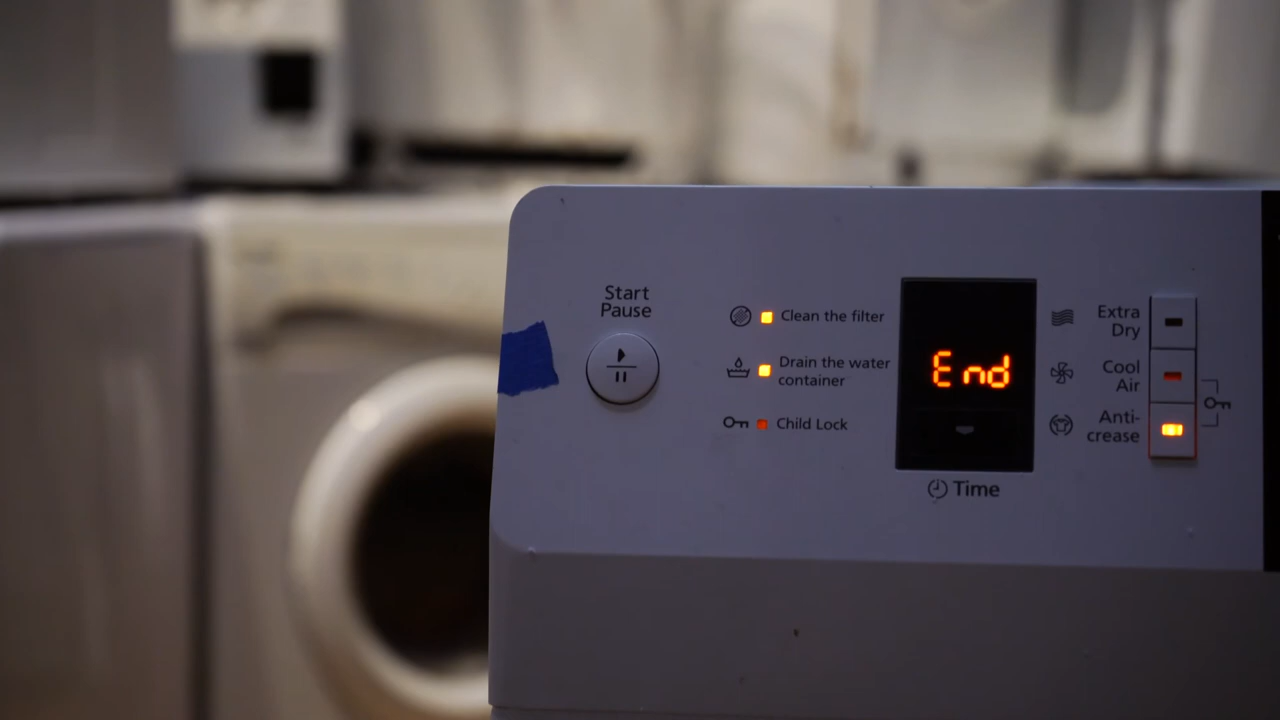 Start
Pause
Clean the filter
Drain the water
container
Child Lock
End
Time
Extra
Dry
Cool
Air
Anti-
crease